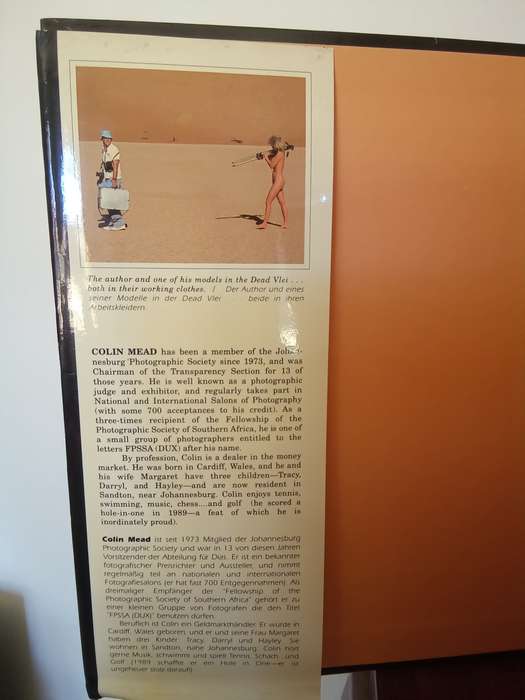 The author and one of his models in the Dead Vlei . . .
both in their working clothes. / Der Author und eines
seiner Modelle in der Dead Vlei beide in ihren
Arbeitskleidern
COLIN MEAD has been a member of the Johan-
nesburg Photographic Society since 1973, and was
Chairman of the Transparency Section for 13 of
those years. He is well known as a photographic
judge and exhibitor, and regularly takes part in
National and International Salons of Photography
(with some 700 acceptances to his credit). As a
three-times recipient of the Fellowship of the
Photographic Society of Southern Africa, he is one of
a small group of photographers entitled to the
letters FPSSA (DUX) after his name.
By profession, Colin is a dealer in the money
market. He was born in Cardiff, Wales, and he and
his wife Margaret have three children—Tracy,
Darryl, and Hayley—and are now resident in
Sandton, near Johannesburg. Colin enjoys tennis,
swimming, music, chess....and golf (he scored a
hole-in-one in 1989—a feat of which he is
inordinately proud).
Colin Mead ist seit 1973 Mitglied der Johannesburg
Photographic Society und war in 13 von diesen Jahren
Vorsitzender der Abteilung für Dias. Er ist ein bekannter
fotografischer Preisrichter und Aussteller, und nimmt
regelmäßig teil an nationalen und internationalen
Fotografiesalons (er hat fast 700 Entgegennahmen). Als
dreimaliger Empfänger der "Fellowship of the
Photographic Society of Southern Africa" gehört er zu
einer kleinen Gruppe von Fotografen die den Titel
"FPSSA (DUX)" benutzen dürfen.
Beruflich ist Colin ein Geldmarkthändler. Er wurde in
Cardiff, Wales geboren, und er und seine Frau Margaret
haben drei Kinder: Tracy, Darryl und Hayley. Sie
wohnen in Sandton, nahe Johannesburg. Colin hört
gerne Musik, schwimmt und spielt Tennis, Schach und
Golf (1989 schaffte er ein Hole in One—er ist
ungeheuer stolz darauf).